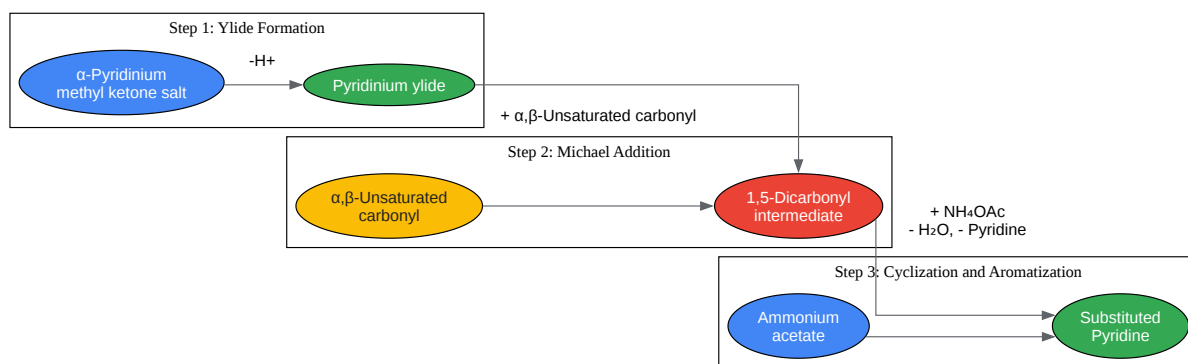 Step 1: Ylide Formation
α-Pyridinium
methyl ketone salt
-H+
Pyridinium ylide
+ α,β-Unsaturated carbonyl
Step 2: Michael Addition
α,β-Unsaturated
carbonyl
1,5-Dicarbonyl
intermediate
+ NH₄OAc
- H₂O, - Pyridine
Step 3: Cyclization and Aromatization
Ammonium
acetate
Substituted
Pyridine